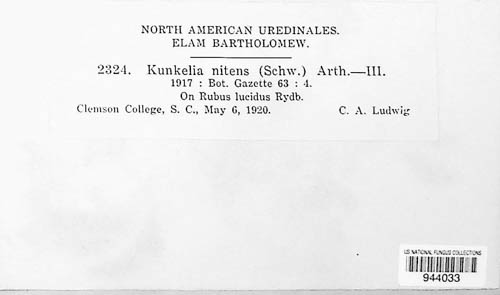 NORTH AMERICAN UREDINALES.
ELAM BARTHOLOMEW.
2324. Kunkelia nitens (Schw.) Arth.—III.
1917 : Bot. Gazette 63 : 4.
On Rubus lucidus Rydb.
Clemson College, S. C., May 6, 1920. C. A. Ludwig
US NATIONAL FUNGUS COLLECTIONS
944033